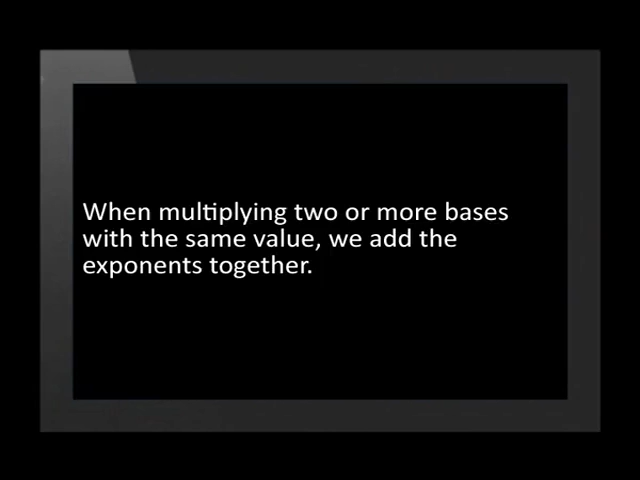 When multiplying two or more bases
with the same value, we add the
exponents together.